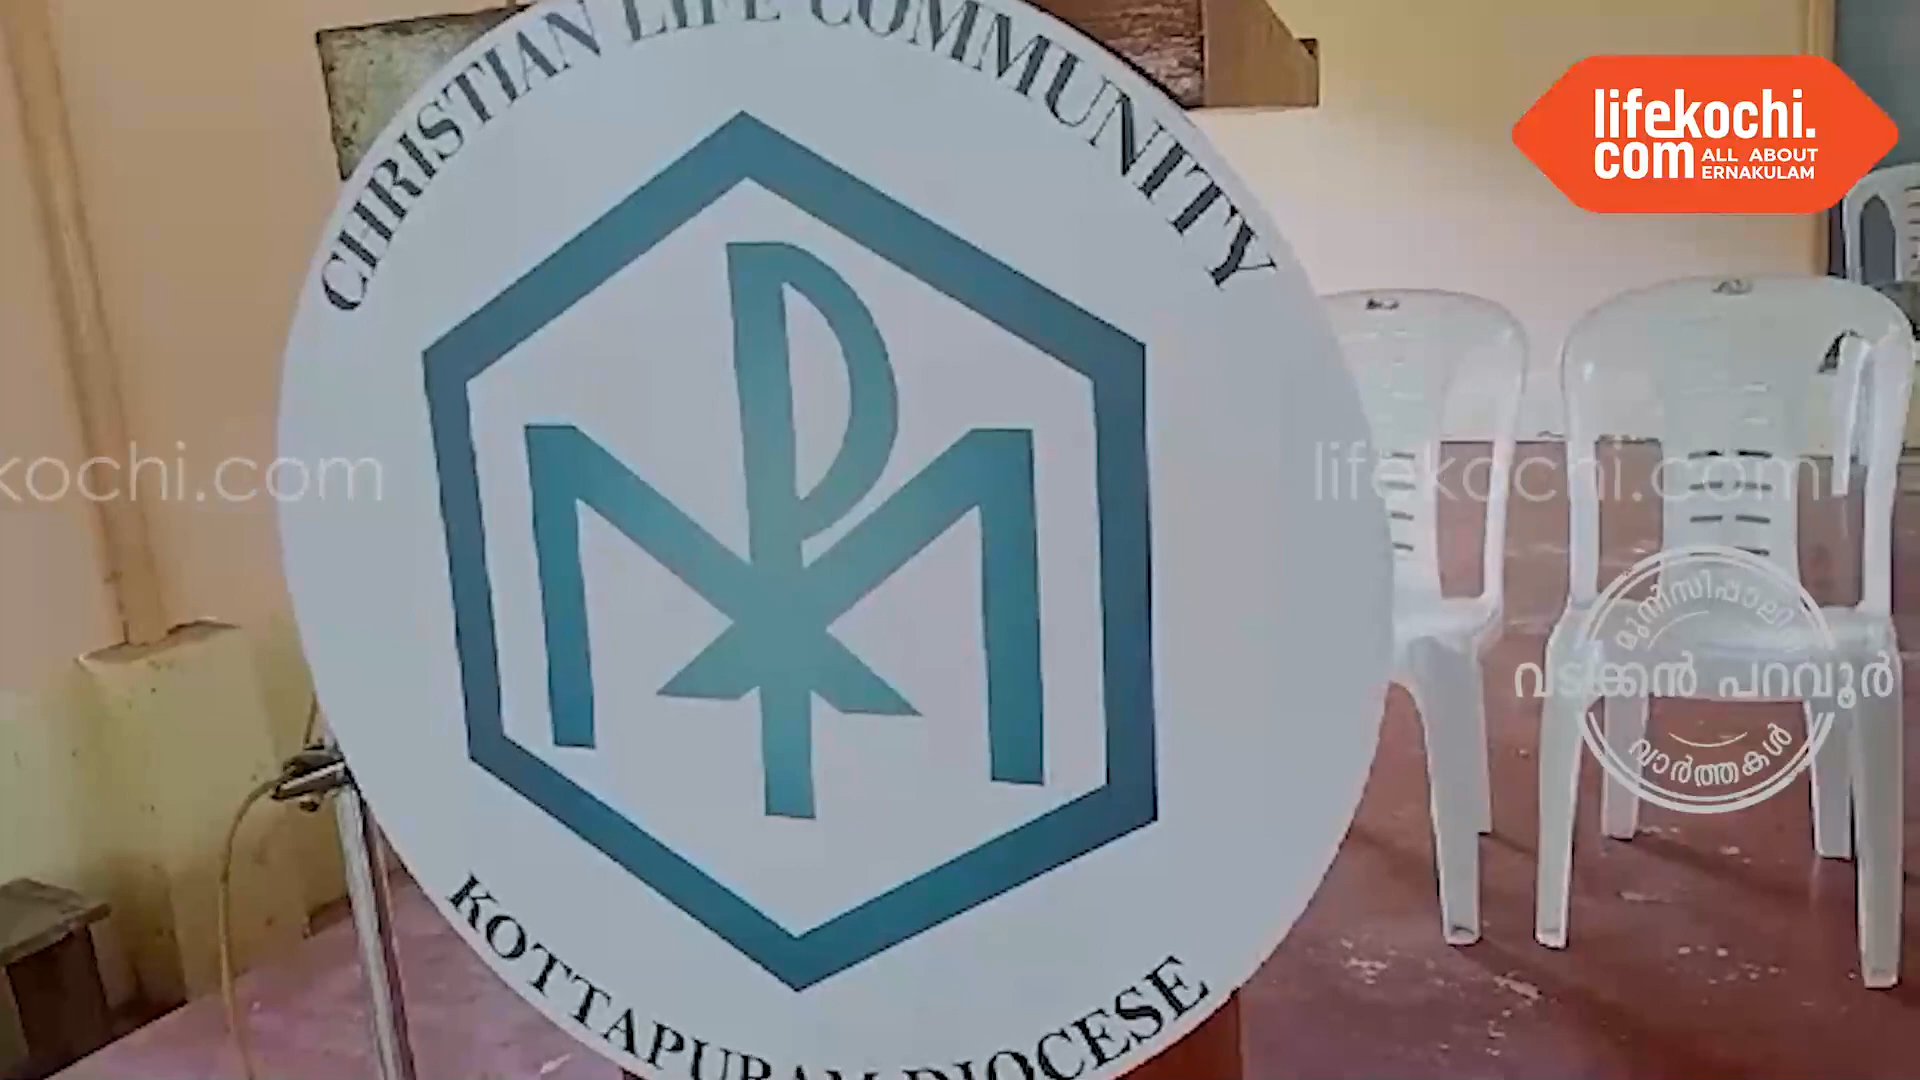 CHRISTIAN LIFE COMMUNITY
KOTTAPURAM DIOCESE
lifekochi.
com ALL ABOUT
ERNAKULAM
kochi.com
lifekochi.com
മുനിസിപ്പാലിറ്റി
വടക്കൻ പറവൂർ
വാർത്തകൾ